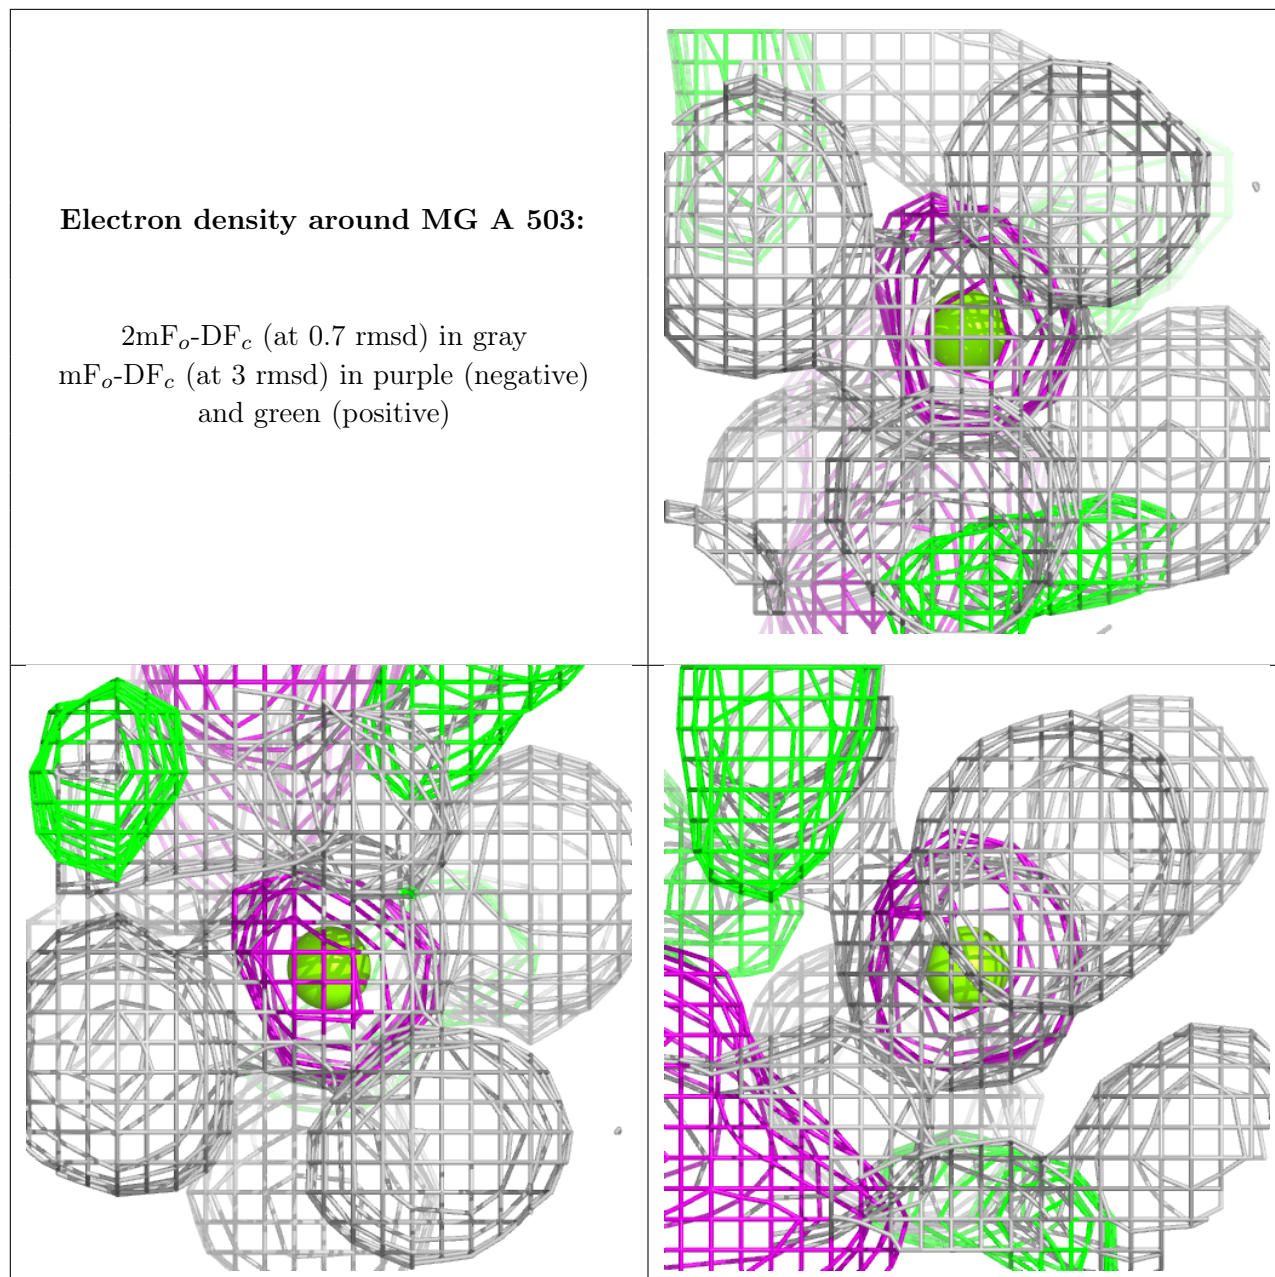 Electron density around MG A 503:
2mFo-DFc (at 0.7 rmsd) in gray
mFo-DFc (at 3 rmsd) in purple (negative)
and green (positive)